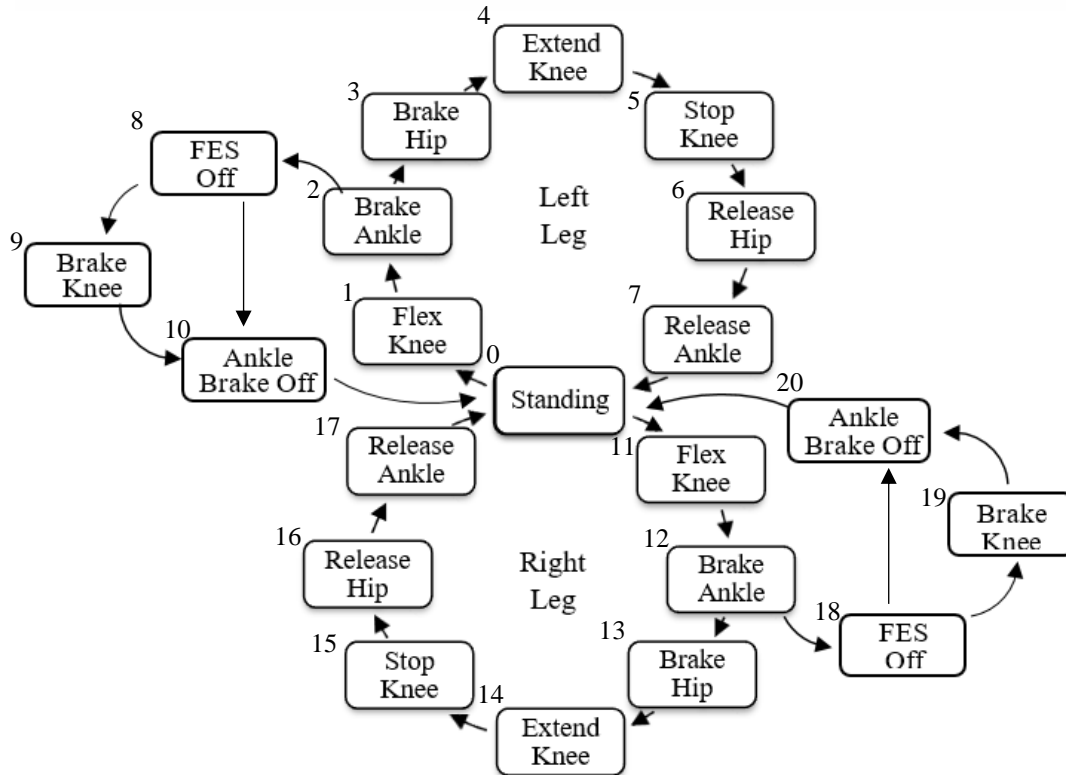 4
Extend
Knee
3
Brake
Hip
5
Stop
Knee
8
FES
Off
2
Brake
Ankle
Left
Leg
6
Release
Hip
9
Brake
Knee
1
Flex
Knee
7
Release
Ankle
10
Ankle
Brake Off
0
Standing
20
Ankle
Brake Off
17
Release
Ankle
11
Flex
Knee
19
Brake
Knee
16
Release
Hip
Right
Leg
12
Brake
Ankle
18
FES
Off
15
Stop
Knee
13
Brake
Hip
14
Extend
Knee